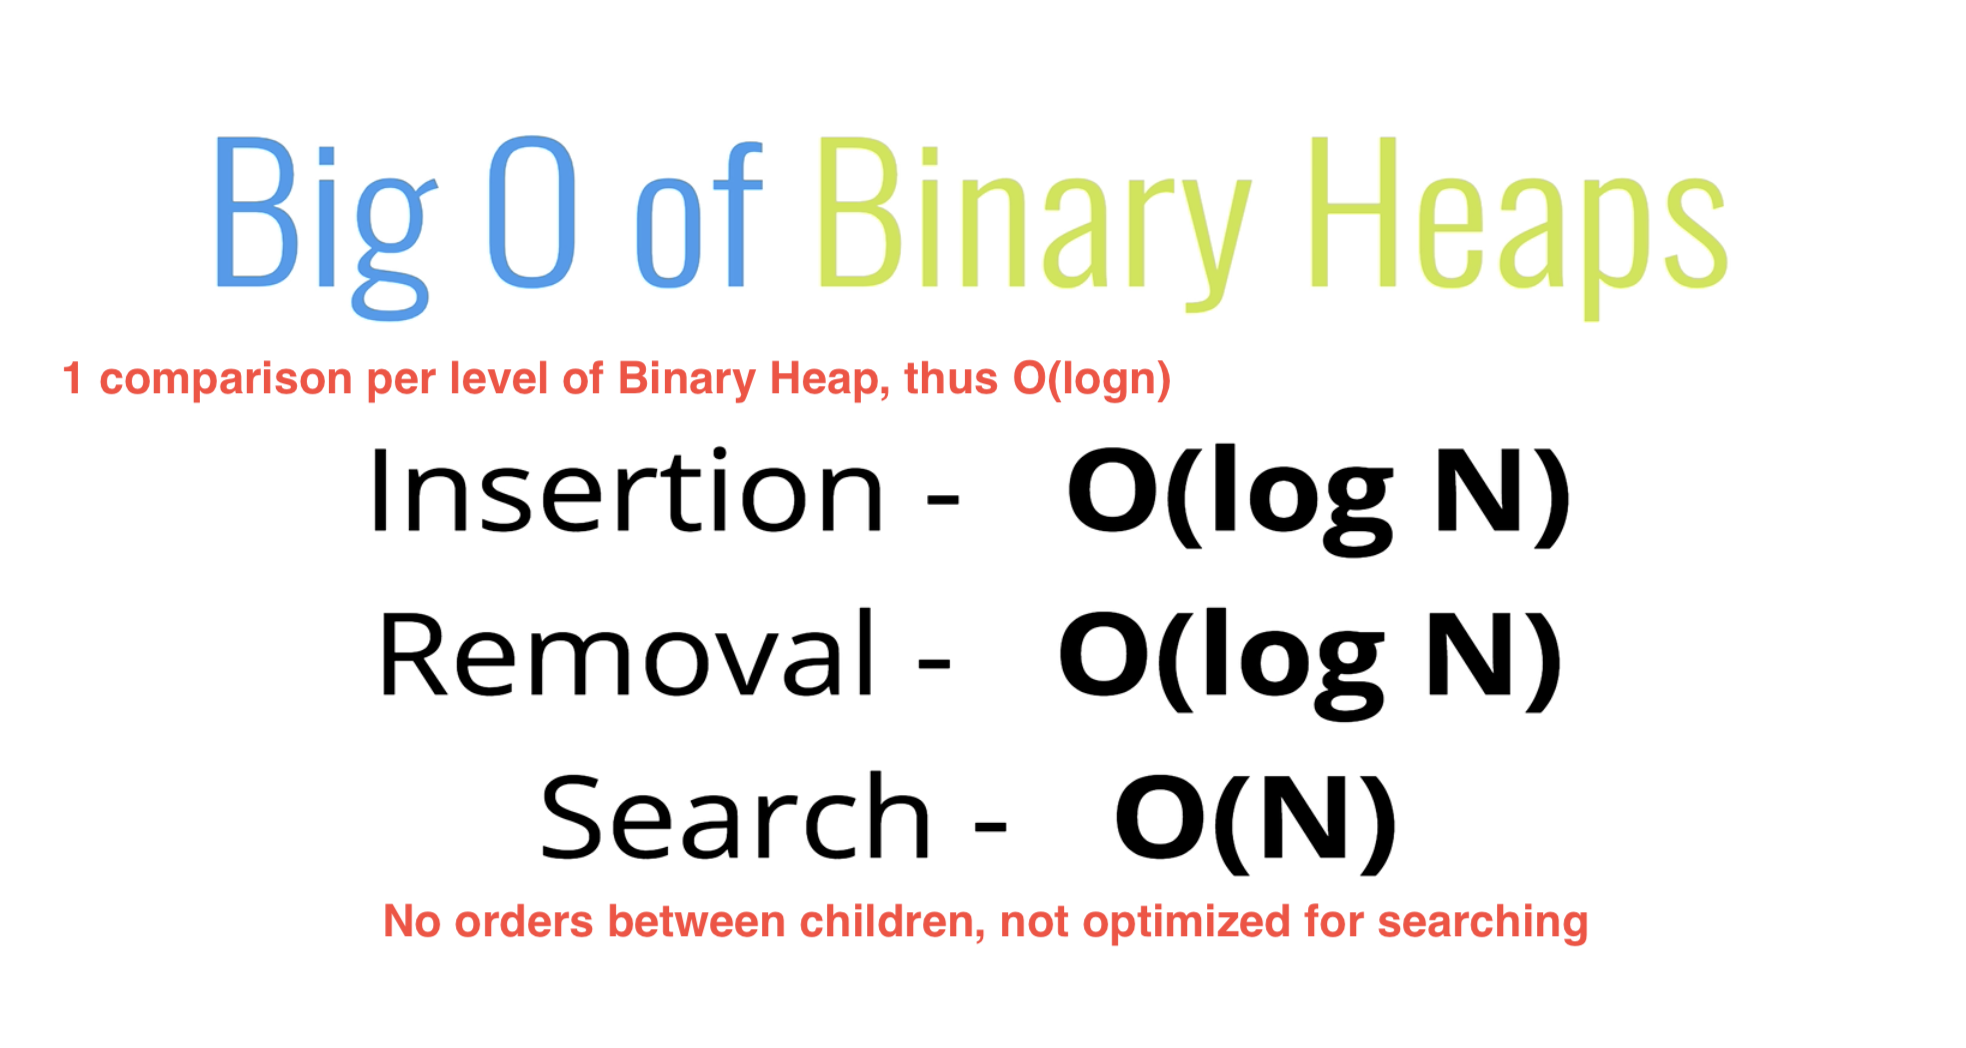 Big O of Binary Heaps
1 comparison per level of Binary Heap, thus O(logn)
Insertion - O(log N)
Removal - O(log N)
Search - O(N)
No orders between children, not optimized for searching